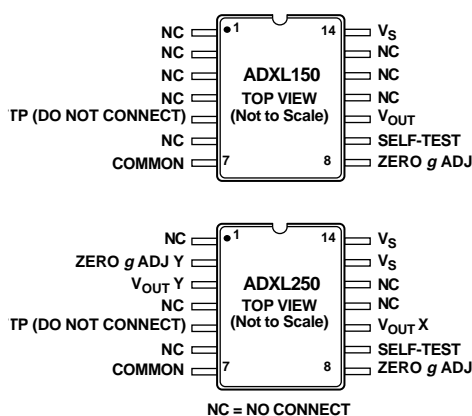 NC 1 14 VS
NC NC
NC ADXL150 NC
NC TOP VIEW NC
TP (DO NOT CONNECT) (Not to Scale) VOUT
NC SELF-TEST
COMMON 7 8 ZERO g ADJ
NC 1 14 VS
ZERO g ADJ Y VS
VOUT Y ADXL250 NC
NC TOP VIEW NC
TP (DO NOT CONNECT) (Not to Scale) VOUT X
NC SELF-TEST
COMMON 7 8 ZERO g ADJ
NC = NO CONNECT